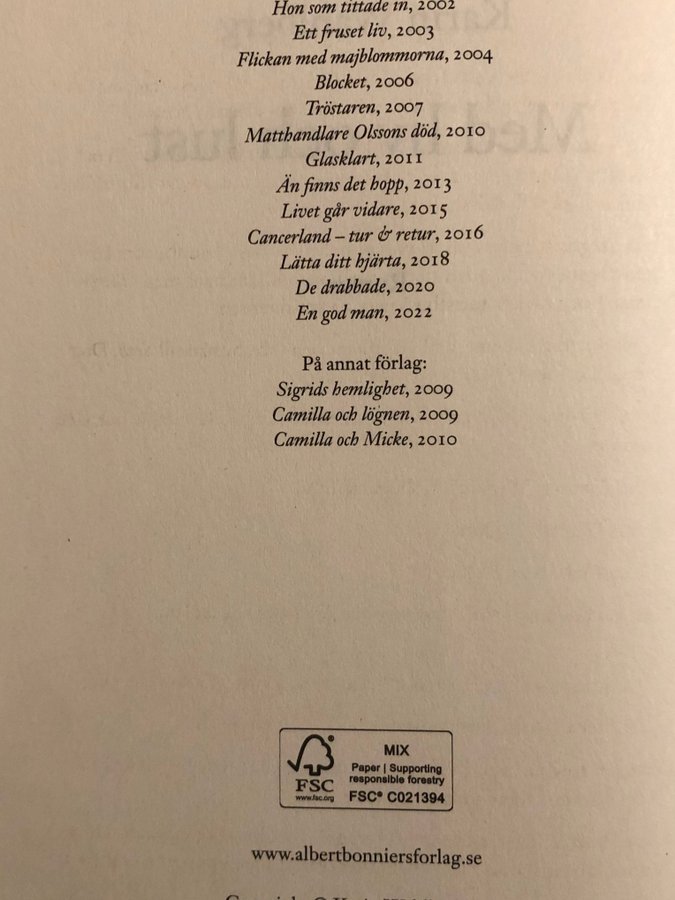 Hon som tittade in, 2002
Ett fruset liv, 2003
Flickan med majblommorna, 2004
Blocket, 2006
Tröstaren, 2007
Matthandlare Olssons död, 2010
Glasklart, 2011
Än finns det hopp, 2013
Livet går vidare, 2015
Cancerland – tur & retur, 2016
Lätta ditt hjärta, 2018
De drabbade, 2020
En god man, 2022
På annat förlag:
Sigrids hemlighet, 2009
Camilla och lögnen, 2009
Camilla och Micke, 2010
FSC
www.fsc.org
MIX
Paper | Supporting
responsible forestry
FSC® C021394
www.albertbonniersforlag.se